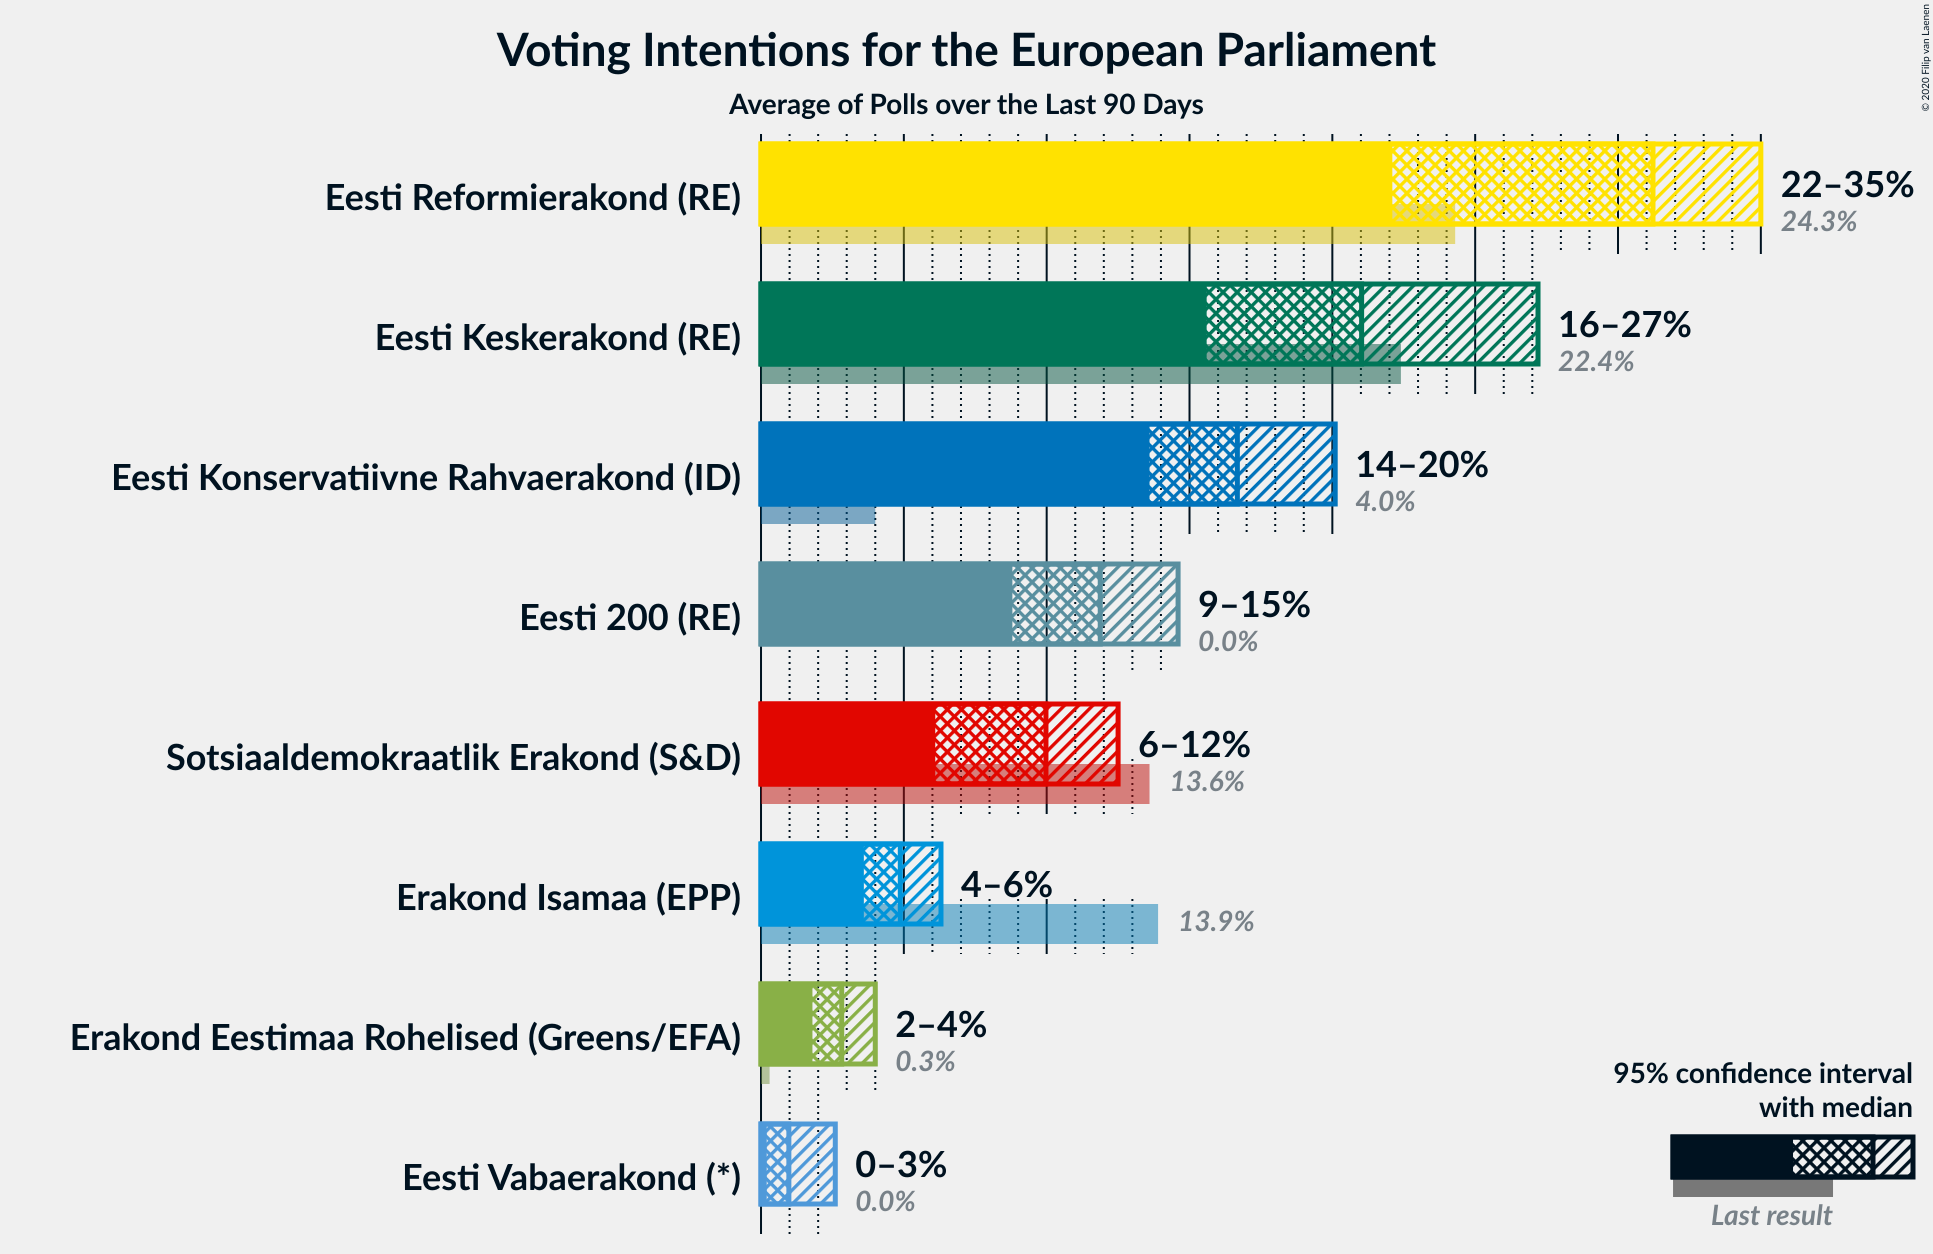 © 2020 Filip van Laenen
Voting Intentions for the European Parliament
Average of Polls over the Last 90 Days
Eesti Reformierakond (RE)
22–35%
24.3%
Eesti Keskerakond (RE)
16–27%
22.4%
Eesti Konservatiivne Rahvaerakond (ID)
14–20%
4.0%
Eesti 200 (RE)
9–15%
0.0%
Sotsiaaldemokraatlik Erakond (S&D)
6–12%
13.6%
Erakond Isamaa (EPP)
4–6%
13.9%
Erakond Eestimaa Rohelised (Greens/EFA)
2–4%
0.3%
Eesti Vabaerakond (*)
0–3%
0.0%
95% confidence interval
with median
Last result